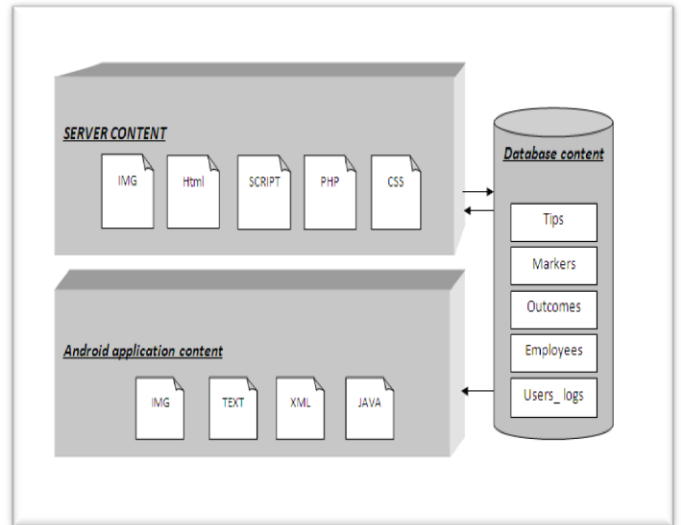 SERVER CONTENT
IMG
Html
SCRIPT
PHP
CSS
Database content
Tips
Markers
Outcomes
Employees
Users_ logs
Android application content
IMG
TEXT
XML
JAVA